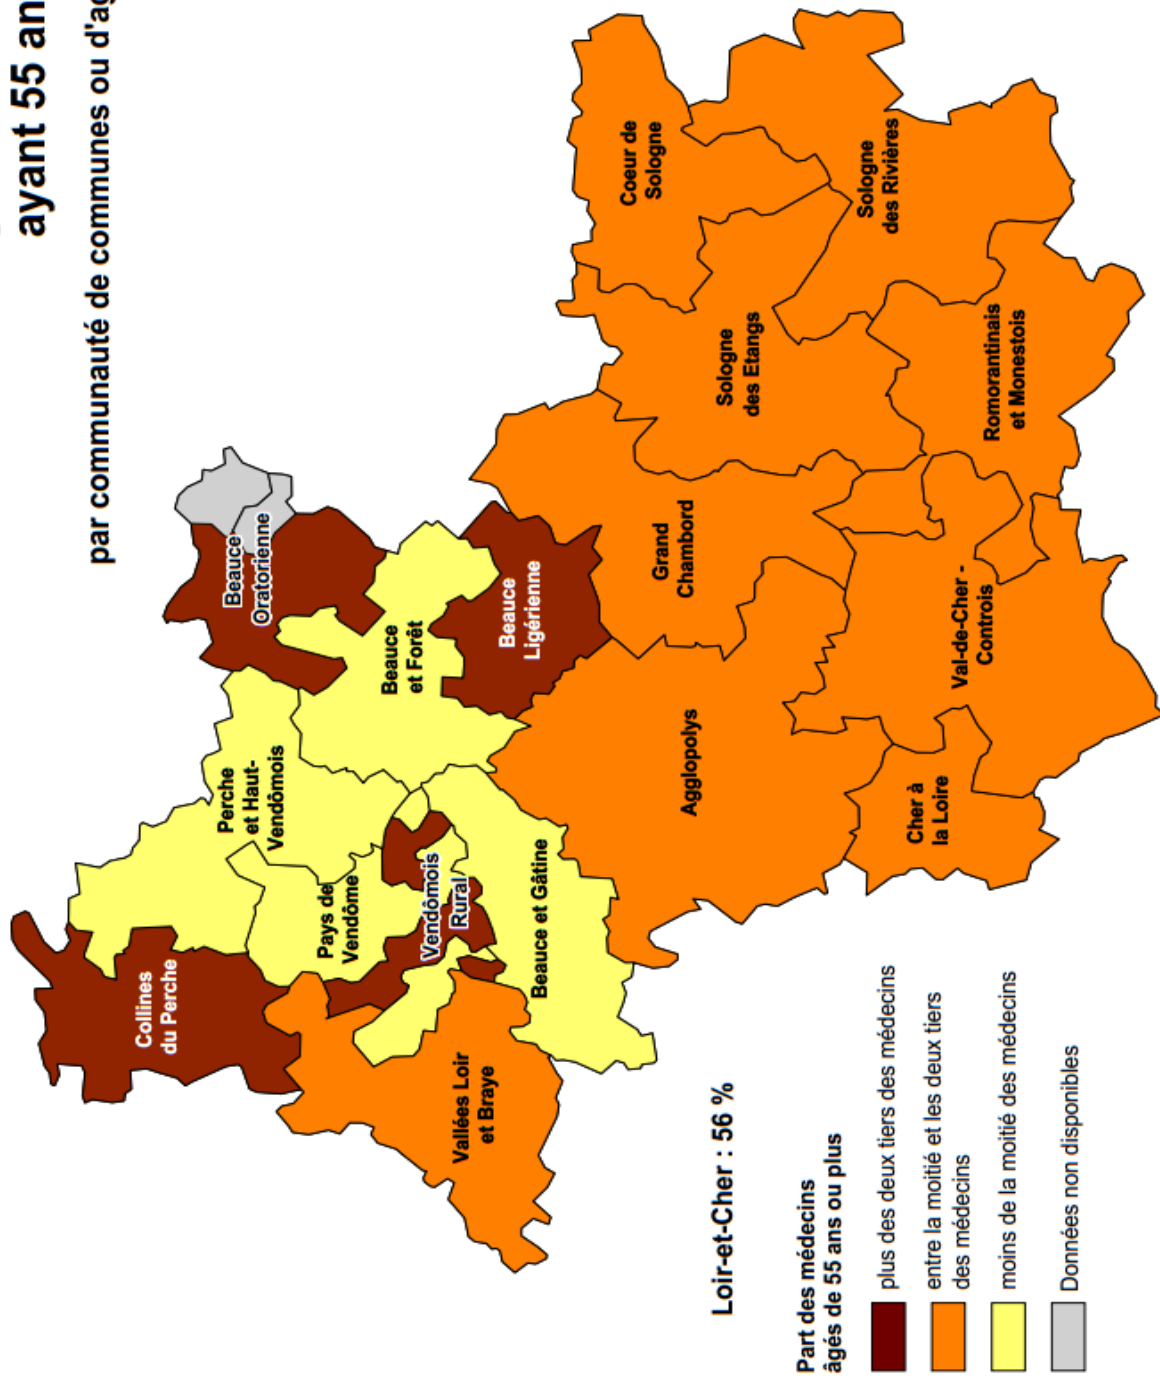 ayant 55 an
par communauté de communes ou d'ag
Collines
du Perche
Perche
et Haut-
Vendômois
Beauce
Oratorienne
Pays de
Vendôme
Beauce
et Forêt
Vendômois
Rural
Vallées Loir
et Braye
Beauce et Gâtine
Beauce
Ligérienne
Agglopolys
Grand
Chambord
Coeur de
Sologne
Sologne
des Etangs
Sologne
des Rivières
Cher à
la Loire
Val-de-Cher -
Controis
Romorantinais
et Monestois
Loir-et-Cher : 56 %
Part des médecins
âgés de 55 ans ou plus
plus des deux tiers des médecins
entre la moitié et les deux tiers
des médecins
moins de la moitié des médecins
Données non disponibles